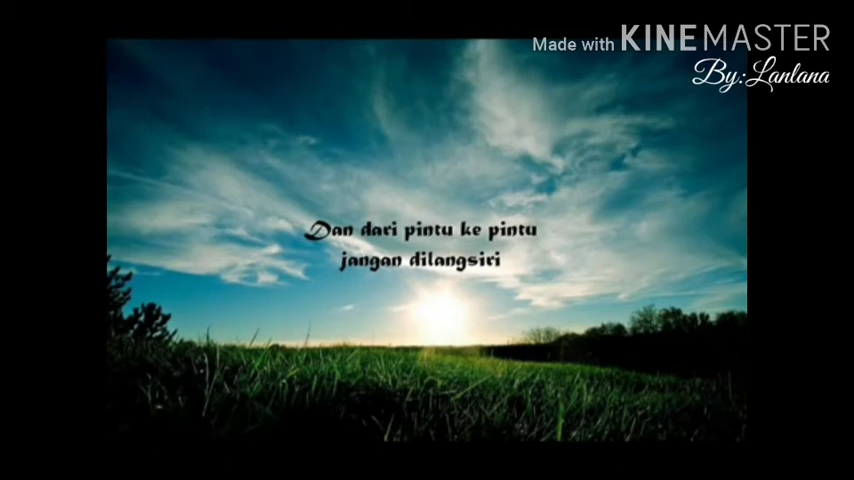 Made with KINEMASTER
By:Lanlana
Dan dari pintu ke pintu
jangan dilangsiri